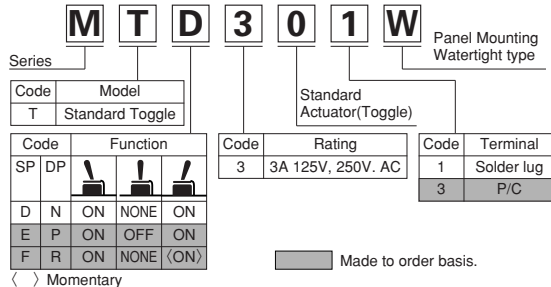 M T D 3 0 1 W
Panel Mounting
Watertight type
Series
Code Model
T Standard Toggle
Standard
Actuator(Toggle)
Code Function
SP DP
D N ON NONE ON
E P ON OFF ON
F R ON NONE 〈ON〉
〈 〉 Momentary
Code Rating
3 3A 125V, 250V. AC
Code Terminal
1 Solder lug
3 P/C
Made to order basis.